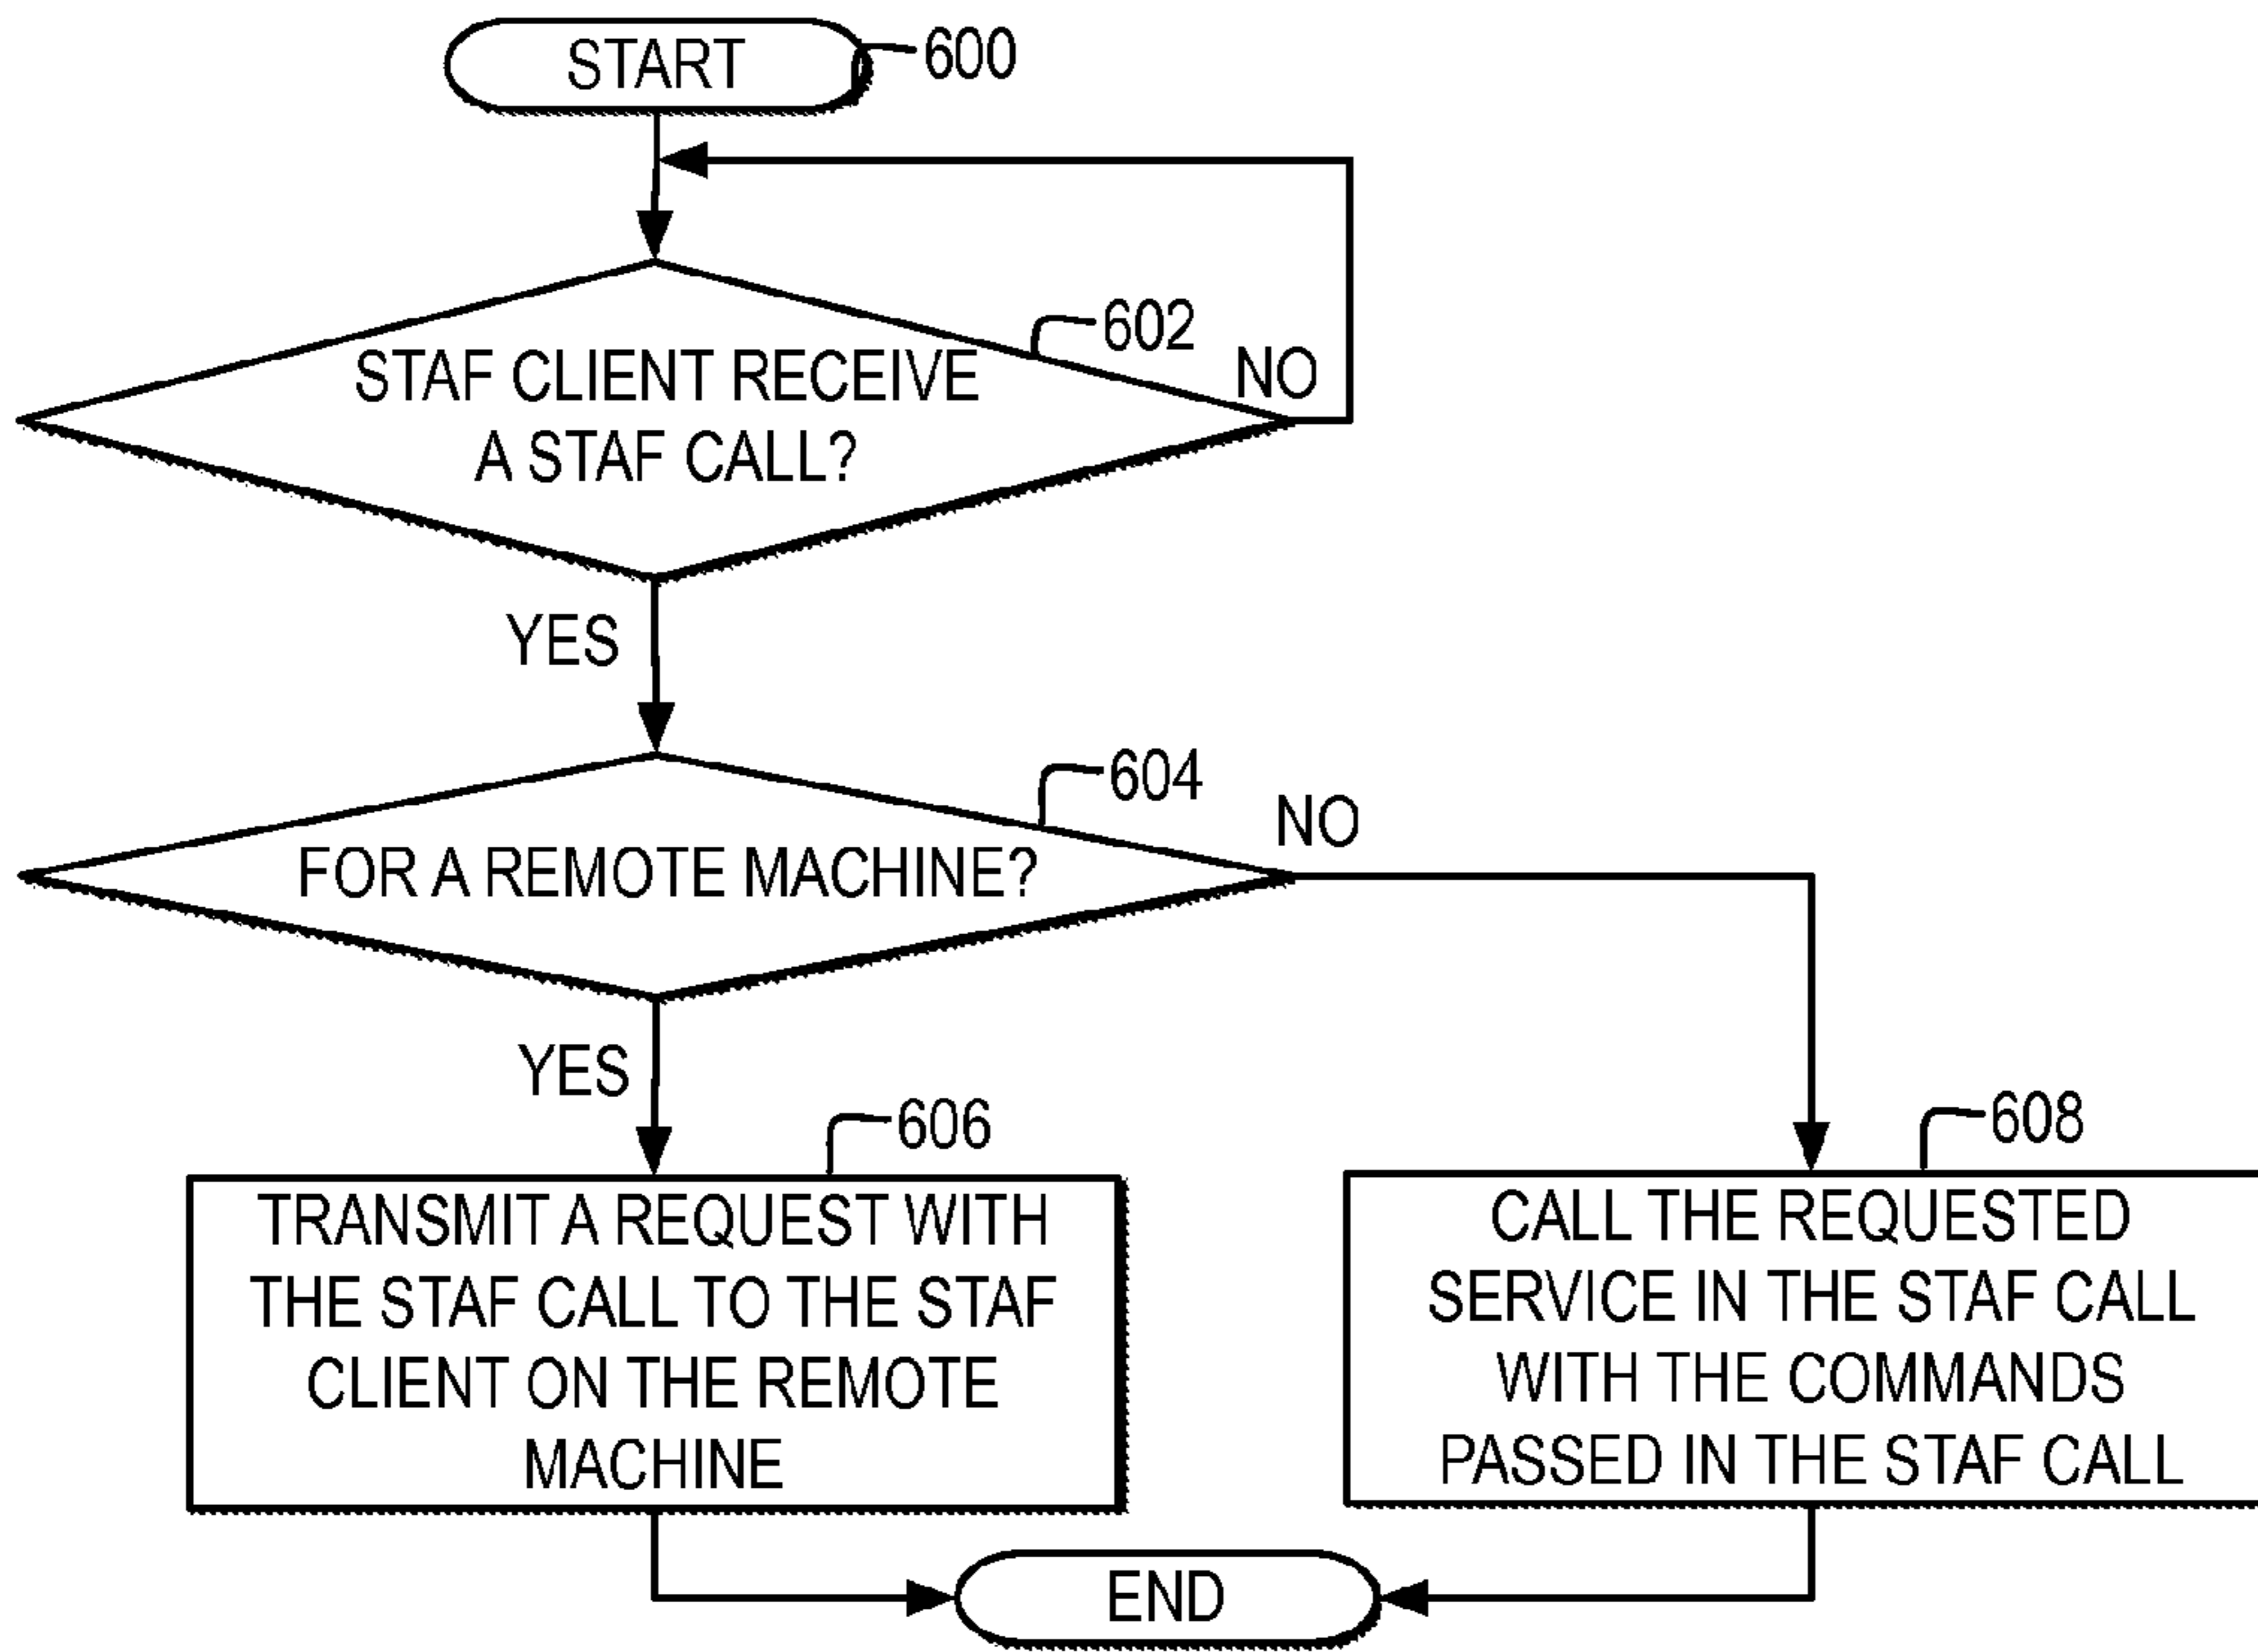 START
600
602
STAF CLIENT RECEIVE
A STAF CALL?
NO
YES
604
FOR A REMOTE MACHINE?
NO
YES
606
TRANSMIT A REQUEST WITH
THE STAF CALL TO THE STAF
CLIENT ON THE REMOTE
MACHINE
608
CALL THE REQUESTED
SERVICE IN THE STAF CALL
WITH THE COMMANDS
PASSED IN THE STAF CALL
END